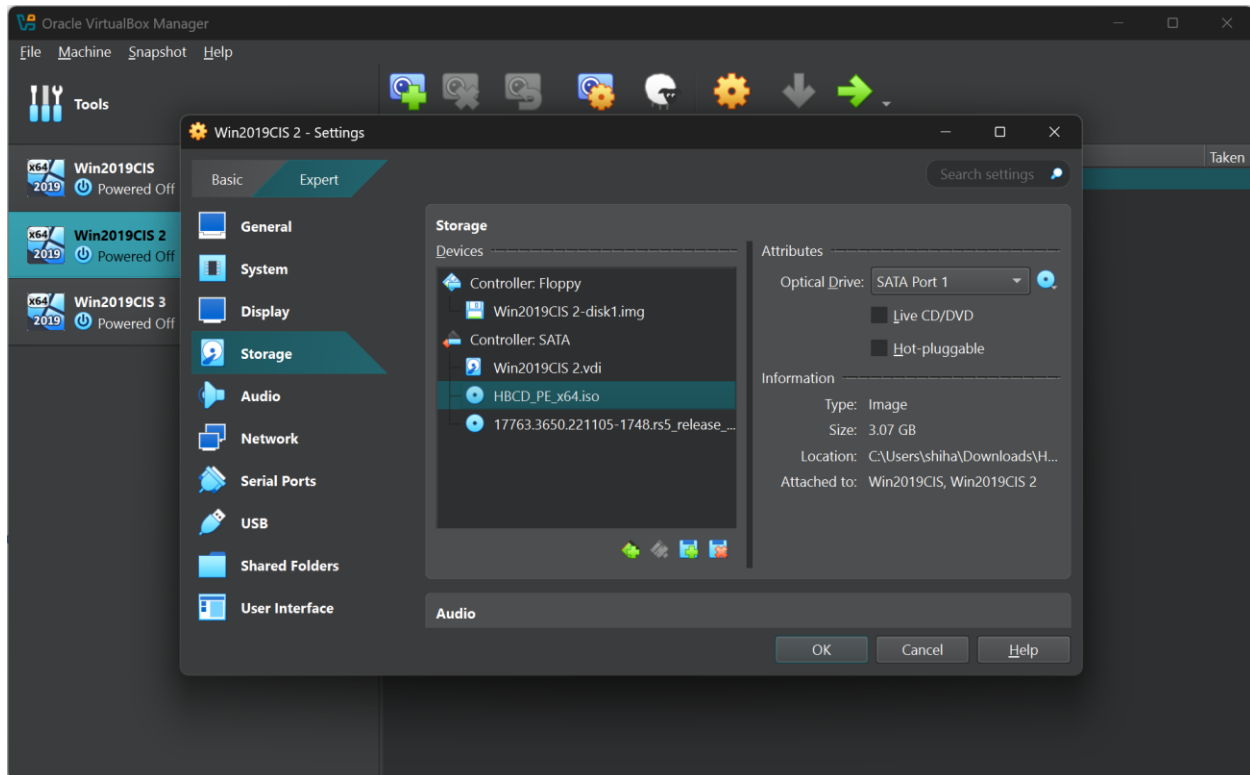 Oracle VirtualBox Manager
File Machine Snapshot Help
Tools
Taken
x64 2019 Win2019CIS
Powered Off
x64 2019 Win2019CIS 2
Powered Off
x64 2019 Win2019CIS 3
Powered Off
Win2019CIS 2 - Settings
Basic Expert
Search settings
General
System
Display
Storage
Audio
Network
Serial Ports
USB
Shared Folders
User Interface
Storage
Devices
Controller: Floppy
Win2019CIS 2-disk1.img
Controller: SATA
Win2019CIS 2.vdi
HBCD_PE_x64.iso
17763.3650.221105-1748.rs5_release_...
Attributes
Optical Drive: SATA Port 1
Live CD/DVD
Hot-pluggable
Information
Type: Image
Size: 3.07 GB
Location: C:\Users\shiha\Downloads\H...
Attached to: Win2019CIS, Win2019CIS 2
Audio
OK Cancel Help